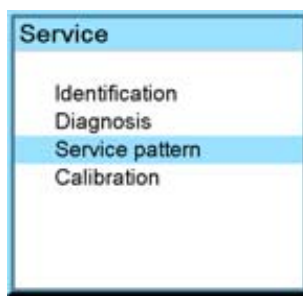 Service
Identification
Diagnosis
Service pattern
Calibration